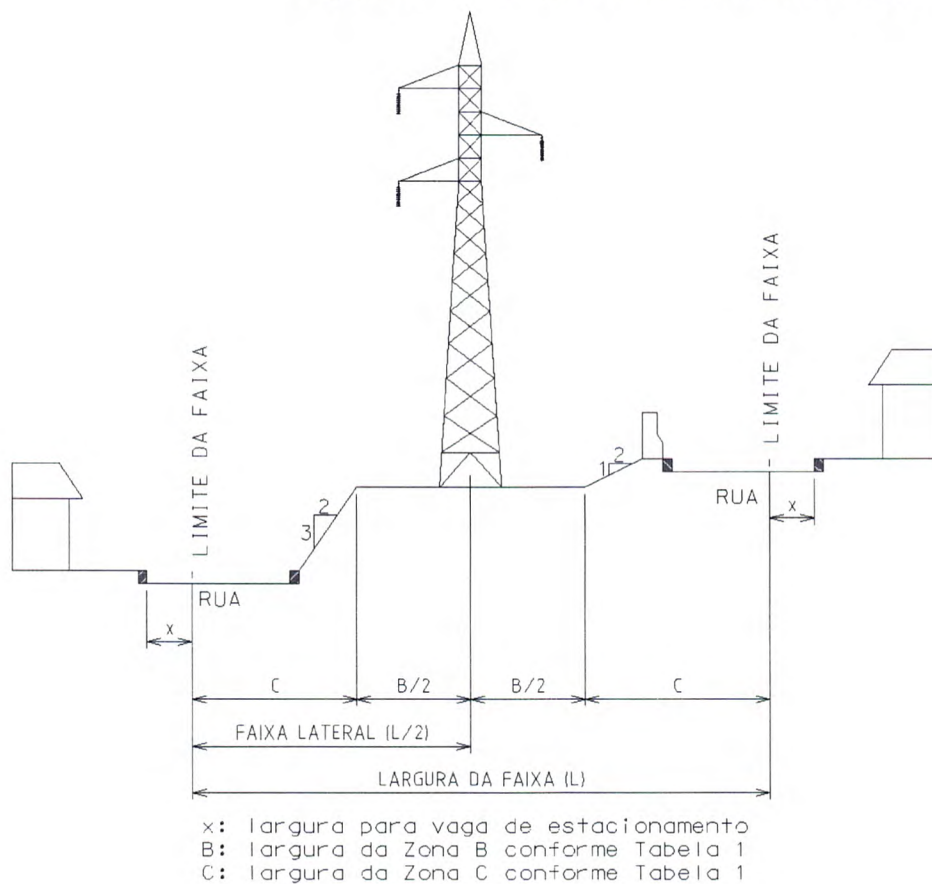 LIMITE DA FAIXA
LIMITE DA FAIXA
2
3
2
1
RUA
RUA
x
x
C
B/2
B/2
C
FAIXA LATERAL (L/2)
LARGURA DA FAIXA (L)
x: largura para vaga de estacionamento
B: largura da Zona B conforme Tabela 1
C: largura da Zona C conforme Tabela 1